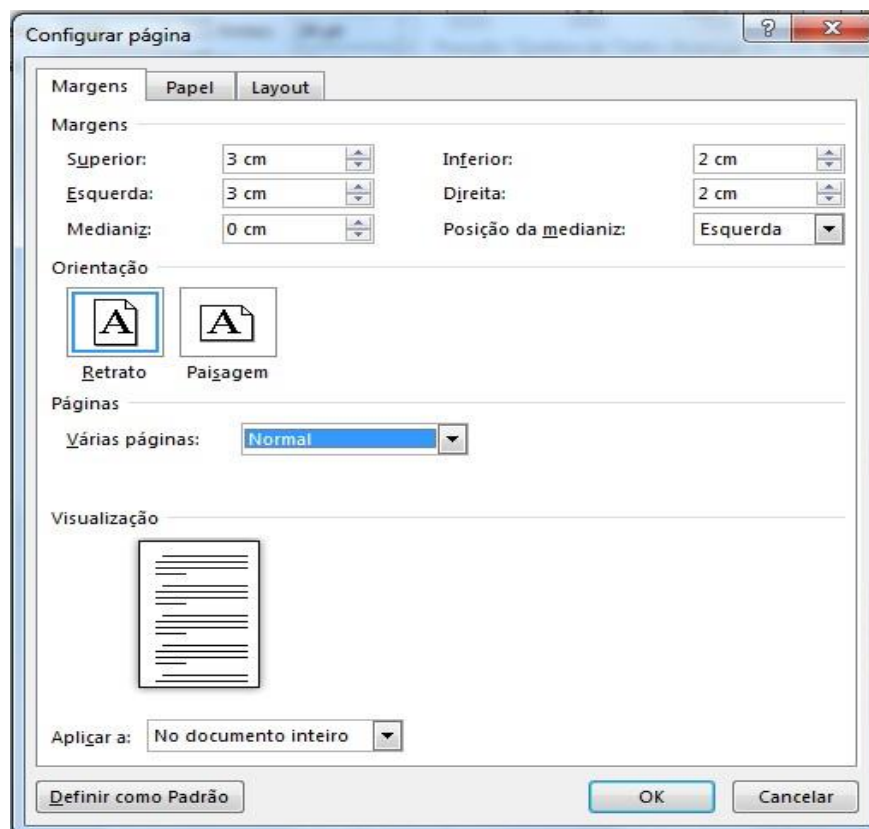 Configurar página
Margens Papel Layout
Margens
Superior: 3 cm Inferior: 2 cm
Esquerda: 3 cm Direita: 2 cm
Medianiz: 0 cm Posição da medianiz: Esquerda
Orientação
A A
Retrato Paisagem
Páginas
Várias páginas: Normal
Visualização
Aplicar a: No documento inteiro
Definir como Padrão OK Cancelar